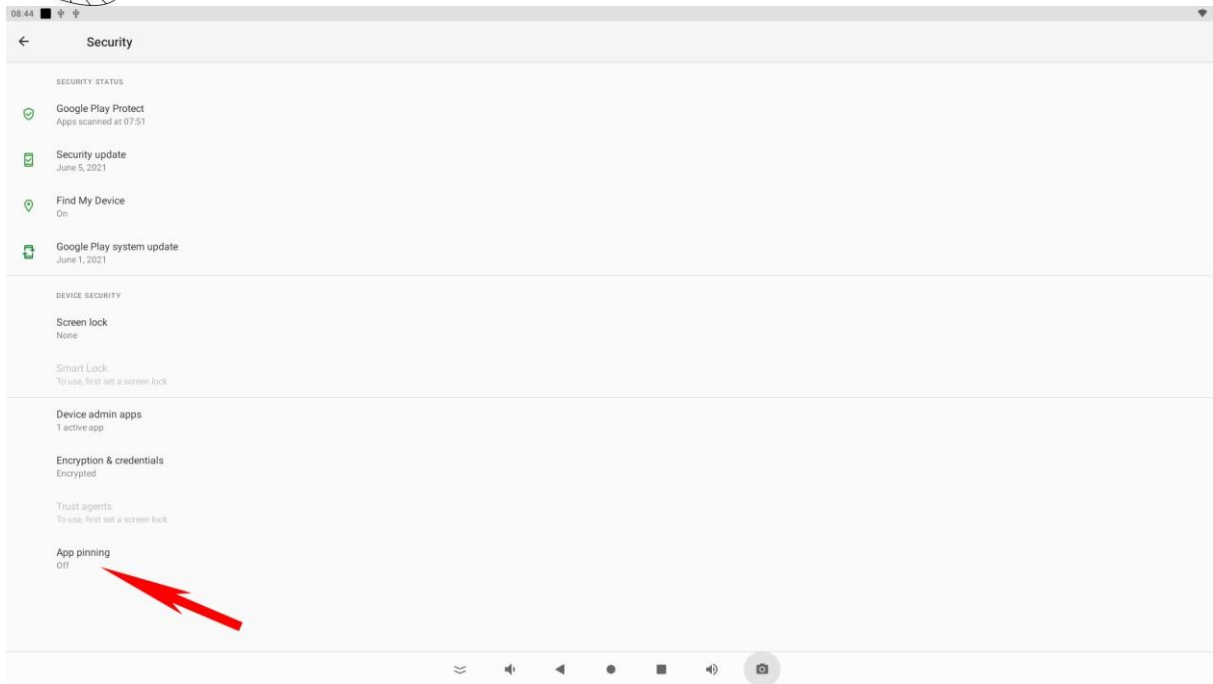 08:44
Security
SECURITY STATUS
Google Play Protect
Apps scanned at 07:51
Security update
June 5, 2021
Find My Device
On
Google Play system update
June 1, 2021
DEVICE SECURITY
Screen lock
None
Smart Lock
To use, first set a screen lock
Device admin apps
1 active app
Encryption & credentials
Encrypted
Trust agents
To use, first set a screen lock
App pinning
Off